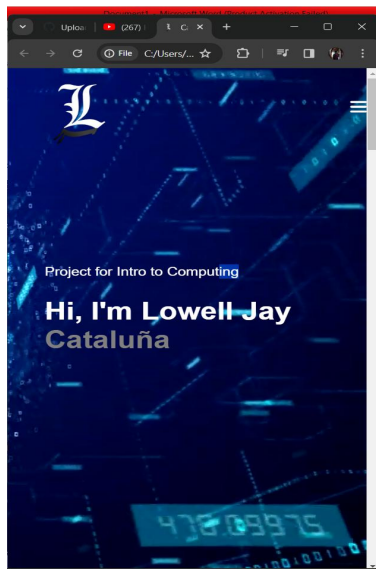 Document1 - Microsoft Word (Product Activation Failed)
Uploa
(267)
File
C:/Users/...
L
Project for Intro to Computing
Hi, I'm Lowell Jay
Cataluña
478.09975